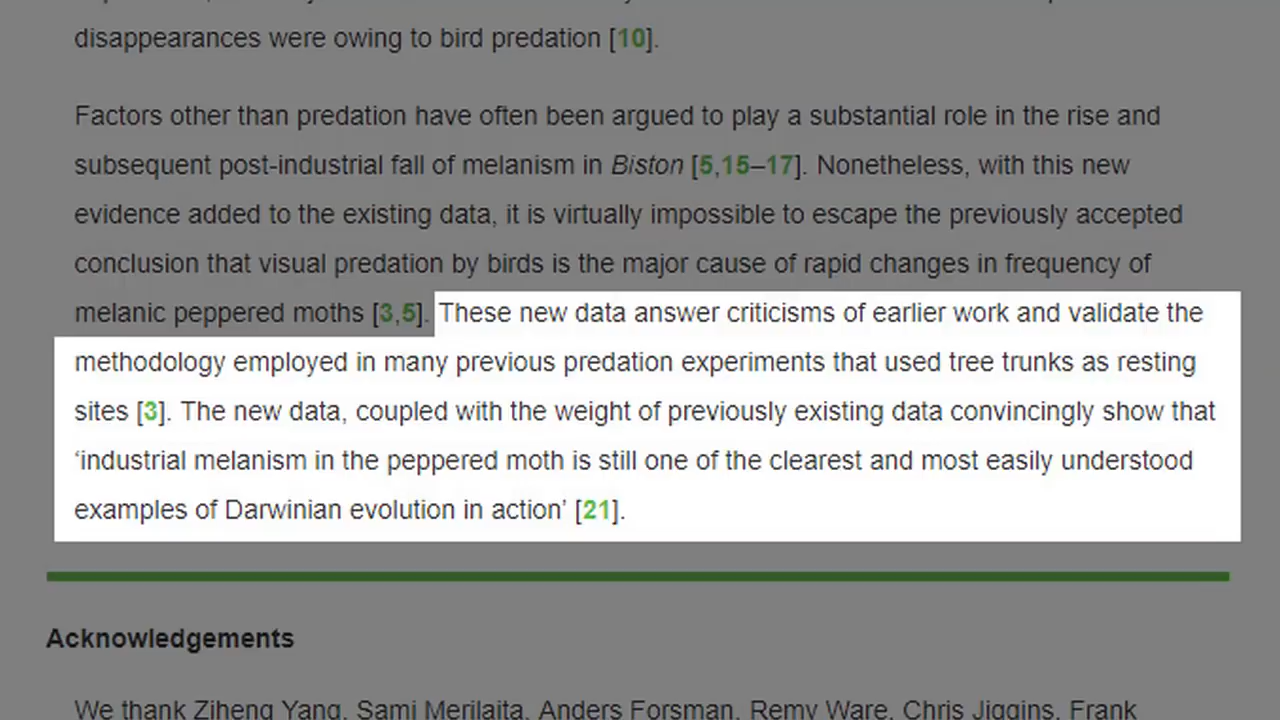 disappearances were owing to bird predation [10].
Factors other than predation have often been argued to play a substantial role in the rise and
subsequent post-industrial fall of melanism in Biston [5,15–17]. Nonetheless, with this new
evidence added to the existing data, it is virtually impossible to escape the previously accepted
conclusion that visual predation by birds is the major cause of rapid changes in frequency of
melanic peppered moths [3,5]. These new data answer criticisms of earlier work and validate the
methodology employed in many previous predation experiments that used tree trunks as resting
sites [3]. The new data, coupled with the weight of previously existing data convincingly show that
‘industrial melanism in the peppered moth is still one of the clearest and most easily understood
examples of Darwinian evolution in action’ [21].
Acknowledgements
We thank Ziheng Yang, Sami Merilaita, Anders Forsman, Remy Ware, Chris Jiggins, Frank